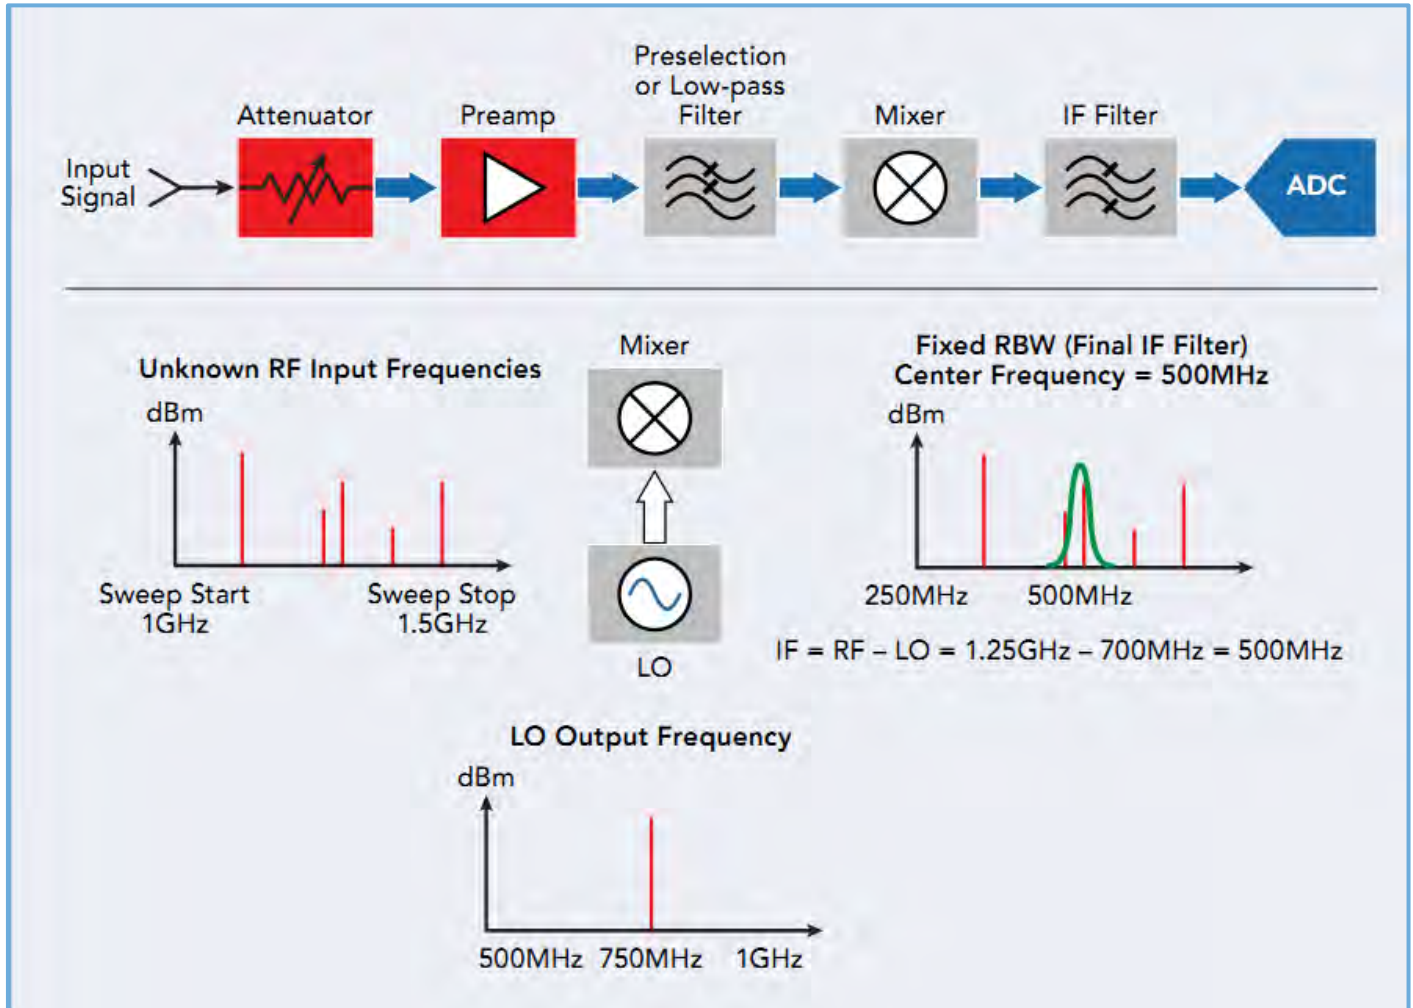 Preselection
or Low-pass
Filter
Attenuator
Preamp
Mixer
IF Filter
Input
Signal
ADC
Unknown RF Input Frequencies
dBm
Sweep Start
1GHz
Sweep Stop
1.5GHz
Mixer
LO
Fixed RBW (Final IF Filter)
Center Frequency = 500MHz
dBm
250MHz
500MHz
IF = RF – LO = 1.25GHz – 700MHz = 500MHz
LO Output Frequency
dBm
500MHz
750MHz
1GHz